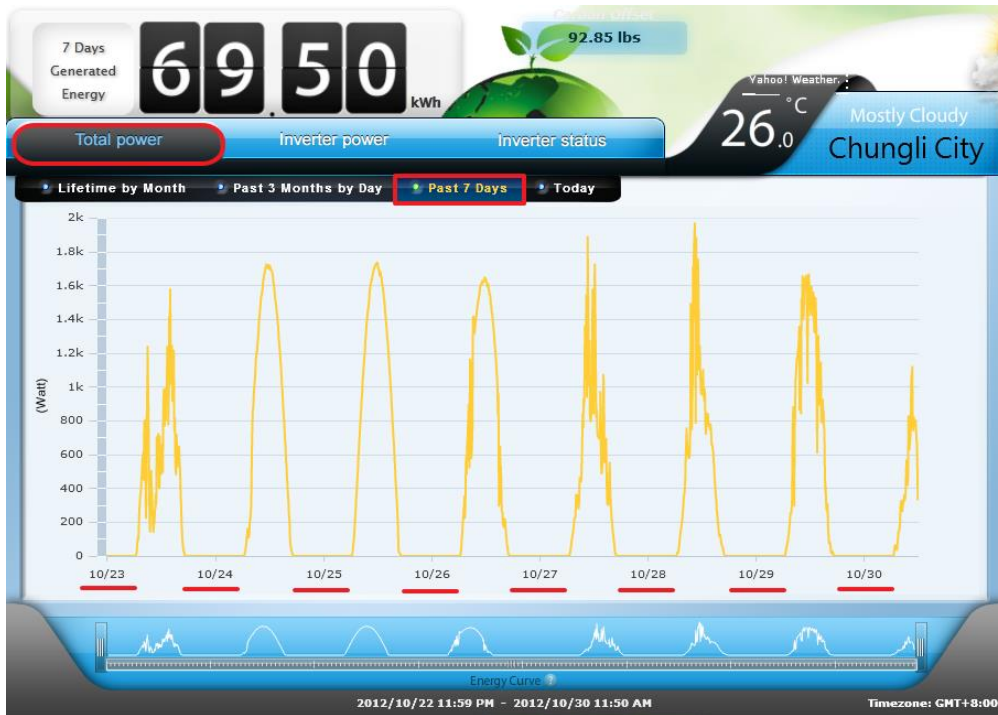 7 Days
Generated
Energy
69.50 kWh
Carbon Offset
92.85 lbs
Yahoo! Weather, :
26.0 °C
Mostly Cloudy
Chungli City
Total power
Inverter power
Inverter status
Lifetime by Month
Past 3 Months by Day
Past 7 Days
Today
(Watt)
2k
1.8k
1.6k
1.4k
1.2k
1k
800
600
400
200
0
10/23
10/24
10/25
10/26
10/27
10/28
10/29
10/30
Energy Curve ?
2012/10/22 11:59 PM - 2012/10/30 11:50 AM
Timezone: GMT+8:00